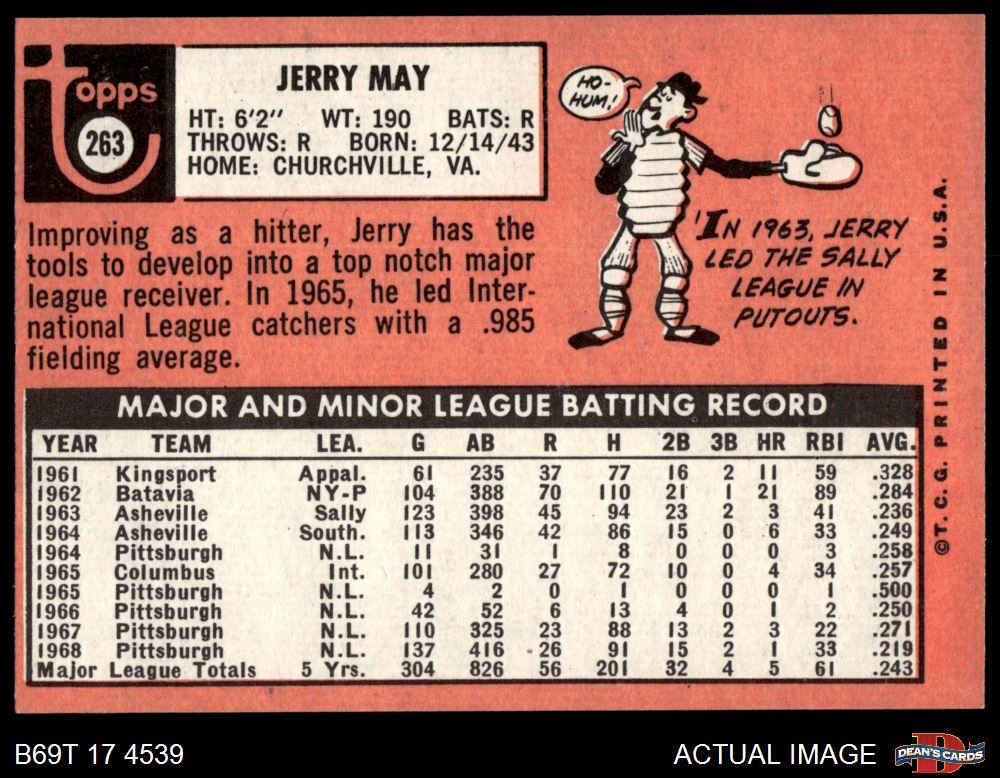 topps
263
JERRY MAY
HT: 6'2" WT: 190 BATS: R
THROWS: R BORN: 12/14/43
HOME: CHURCHVILLE, VA.
Improving as a hitter, Jerry has the
tools to develop into a top notch major
league receiver. In 1965, he led Inter-
national League catchers with a .985
fielding average.
HO-
HUM!
IN 1963, JERRY
LED THE SALLY
LEAGUE IN
PUTOUTS.
MAJOR AND MINOR LEAGUE BATTING RECORD
YEAR TEAM LEA. G AB R H 2B 3B HR RBI AVG.
1961 Kingsport Appal. 61 235 37 77 16 2 11 59 .328
1962 Batavia NY-P 104 388 70 110 21 1 21 89 .284
1963 Asheville Sally 123 398 45 94 23 2 3 41 .236
1964 Asheville South. 113 346 42 86 15 0 6 33 .249
1964 Pittsburgh N.L. 11 31 1 8 0 0 0 3 .258
1965 Columbus Int. 101 280 27 72 10 0 4 34 .257
1965 Pittsburgh N.L. 4 2 0 1 0 0 0 1 .500
1966 Pittsburgh N.L. 42 52 6 13 4 0 1 2 .250
1967 Pittsburgh N.L. 110 325 23 88 13 2 3 22 .271
1968 Pittsburgh N.L. 137 416 26 91 15 2 1 33 .219
Major League Totals 5 Yrs. 304 826 56 201 32 4 5 61 .243
©T.C.G. PRINTED IN U.S.A.
B69T 17 4539
ACTUAL IMAGE
DEAN'S CARDS